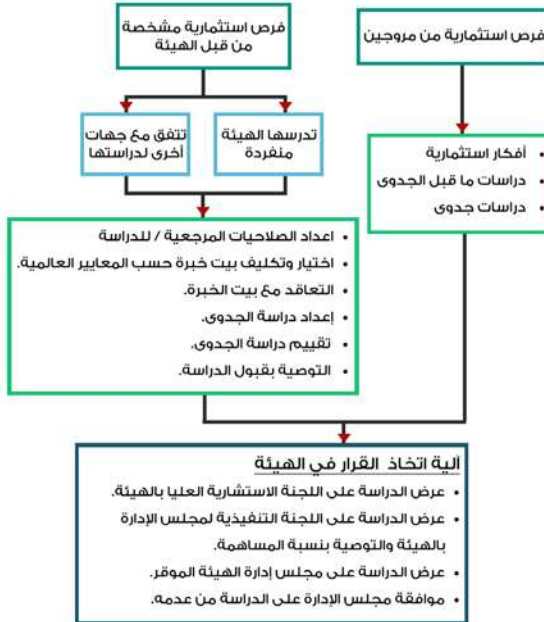 فرص استثمارية مشخصة
من قبل الهيئة
فرص استثمارية من مروجين
تدرسها الهيئة
منفردة
تتفق مع جهات
أخرى لدراستها
• أفكار استثمارية
• دراسات ما قبل الجدوى
• دراسات جدوى
• اعداد الصلاحيات المرجعية / للدراسة
• اختيار وتكليف بيت خبرة حسب المعايير العالمية.
• التعاقد مع بيت الخبرة.
• إعداد دراسة الجدوى.
• تقييم دراسة الجدوى.
• التوصية بقبول الدراسة.
آلية اتخاذ القرار في الهيئة
• عرض الدراسة على اللجنة الاستشارية العليا بالهيئة.
• عرض الدراسة على اللجنة التنفيذية لمجلس الإدارة
بالهيئة والتوصية بنسبة المساهمة.
• عرض الدراسة على مجلس إدارة الهيئة الموقر.
• موافقة مجلس الإدارة على الدراسة من عدمه.